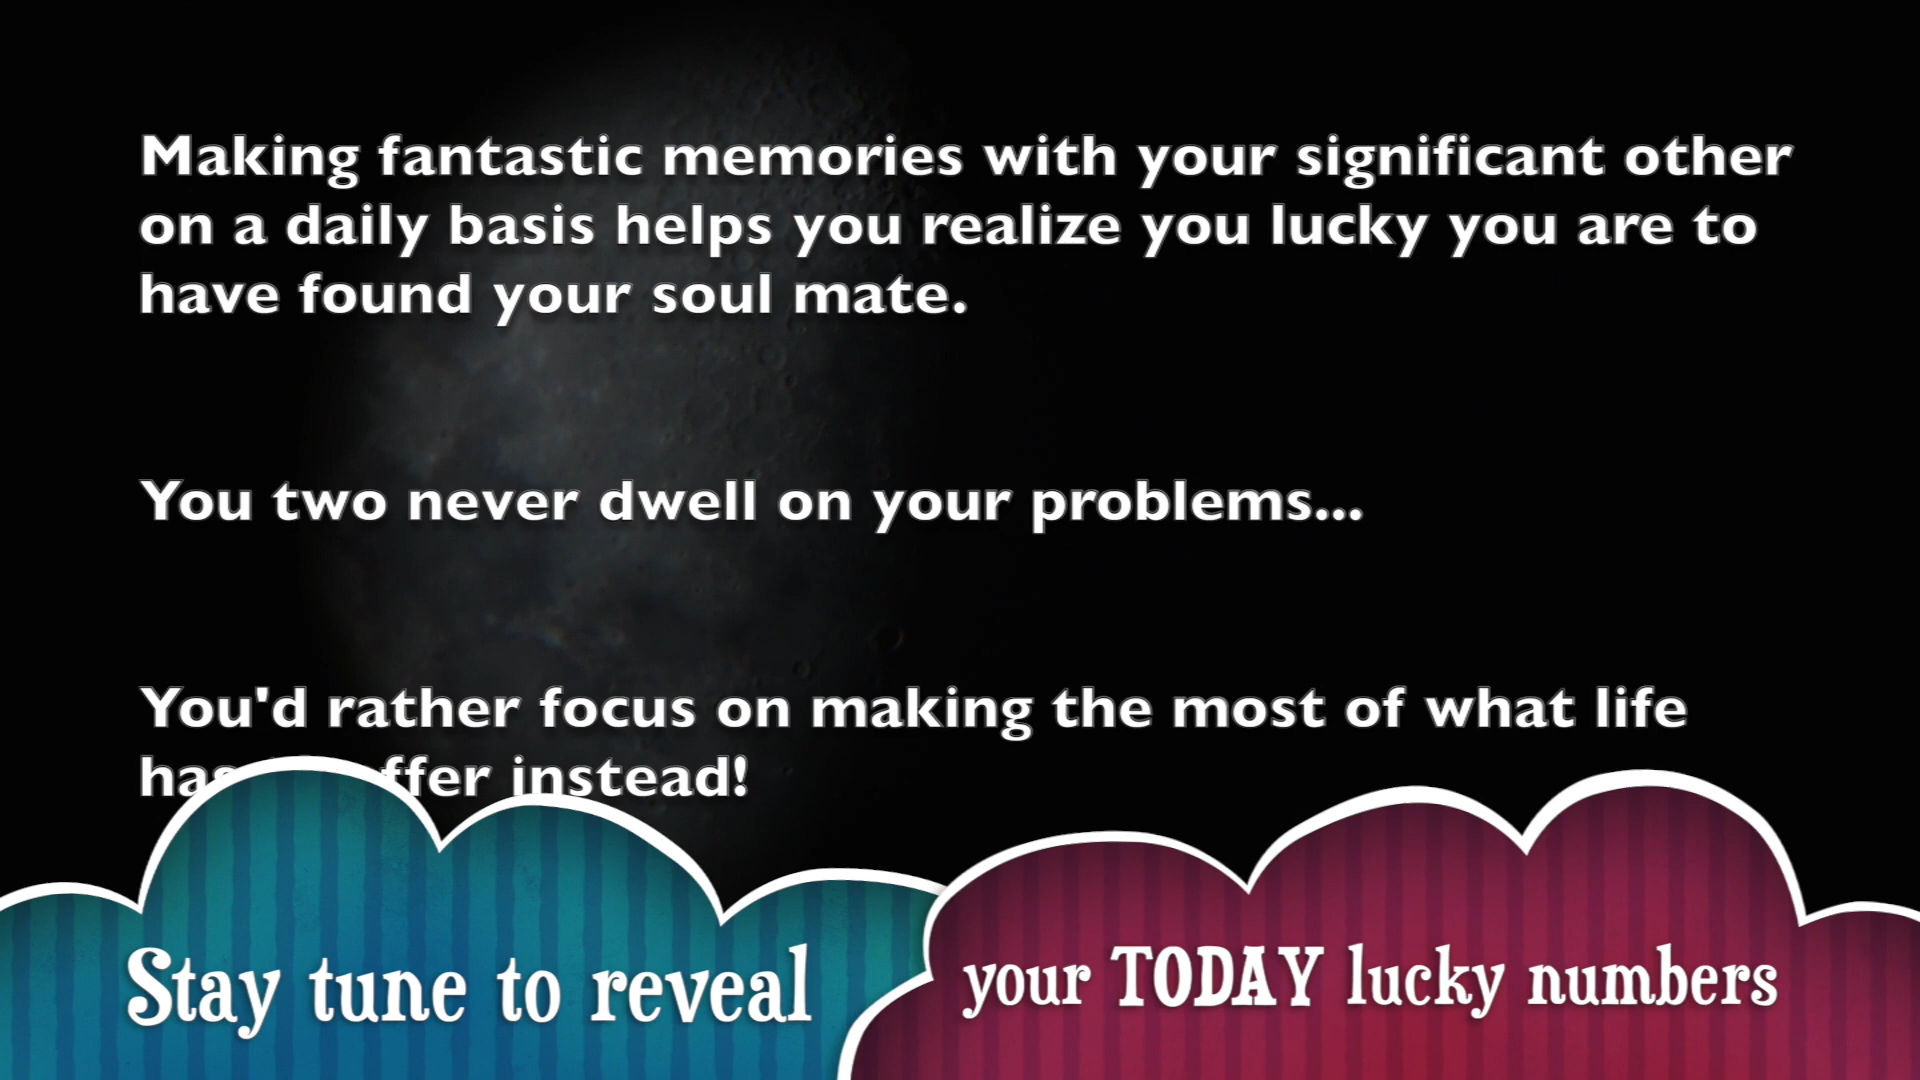 Making fantastic memories with your significant other
on a daily basis helps you realize you lucky you are to
have found your soul mate.
You two never dwell on your problems...
You'd rather focus on making the most of what life
instead!
Stay tune to reveal
your TODAY lucky numbers